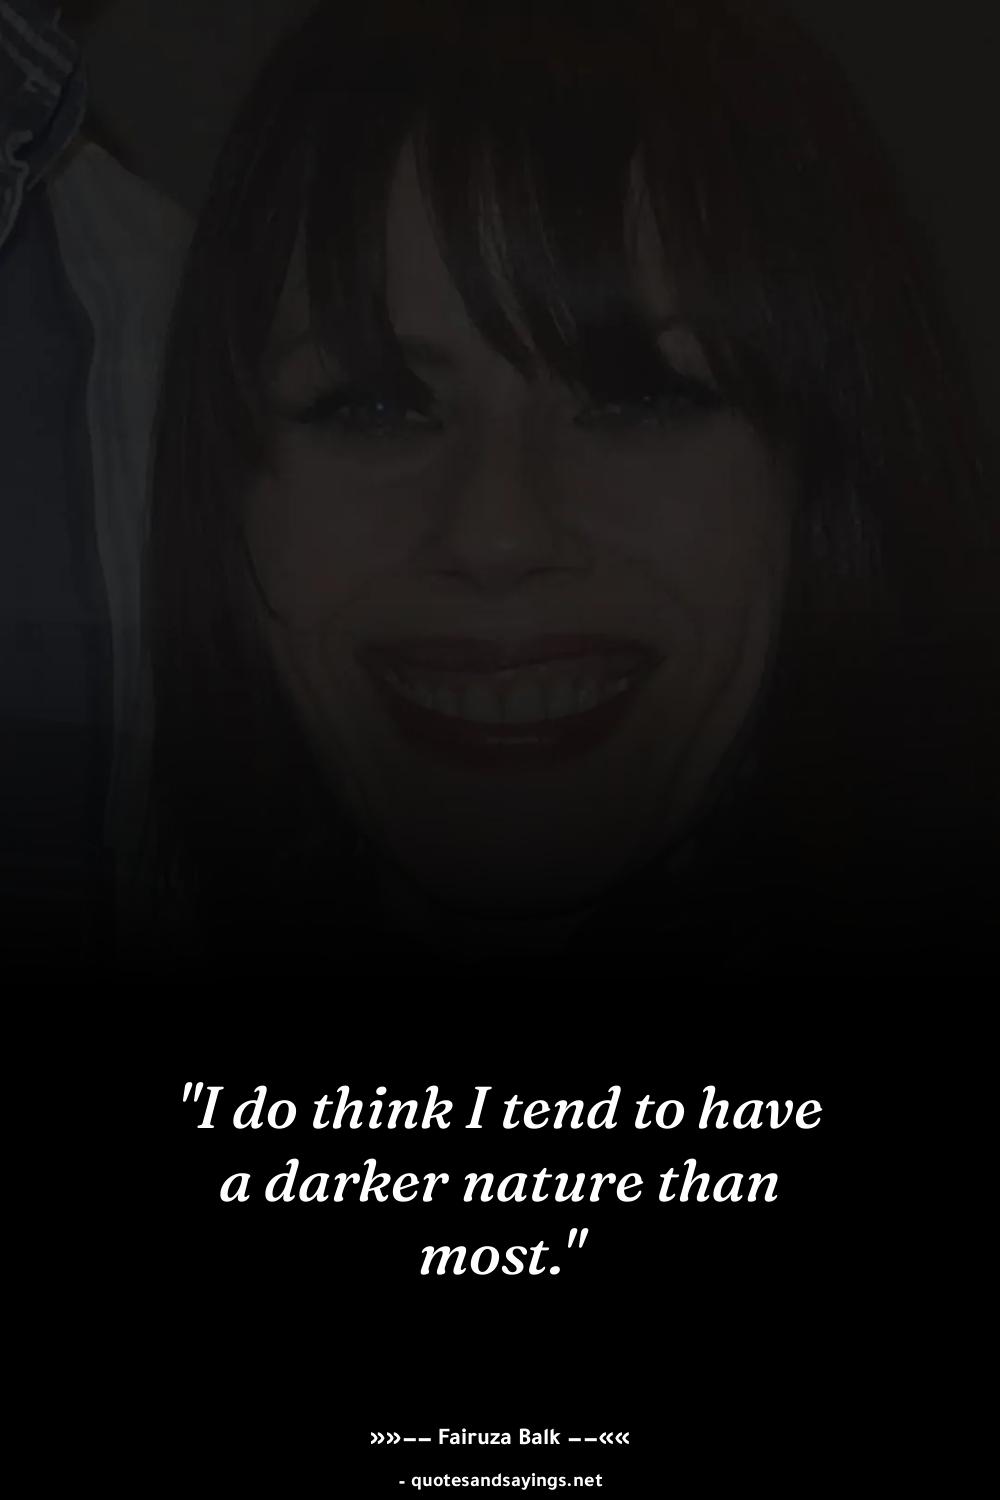 "I do think I tend to have
a darker nature than
most."
»»–– Fairuza Balk ––««
- quotesandsayings.net